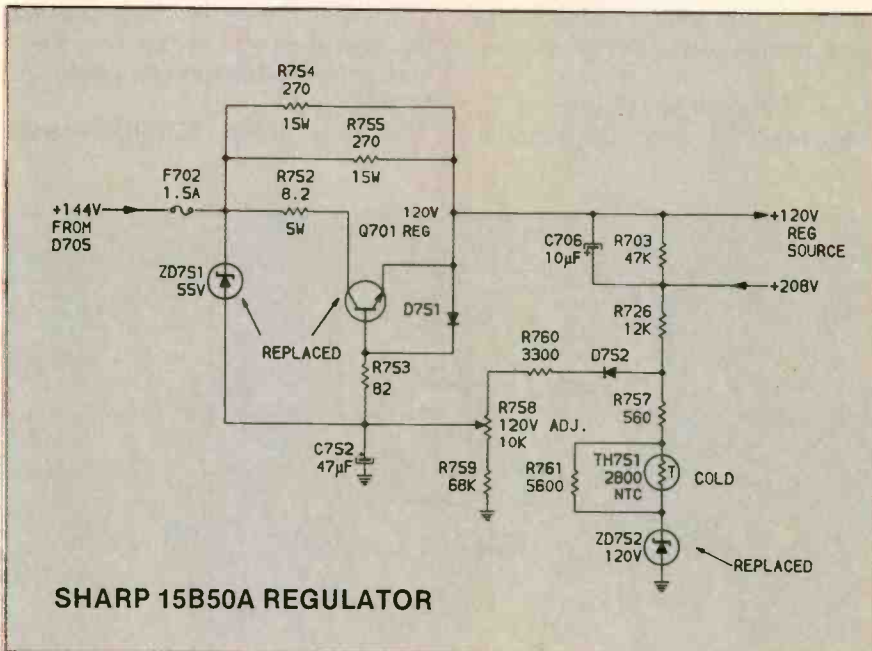 R754
270
15W
R755
270
15W
F702
1.5A
R752
8.2
5W
+144V
FROM
D705
Q701
120V
REG
+120V
REG
SOURCE
C706
10µF
+
R703
47K
+208V
ZD751
55V
D751
R726
12K
REPLACED
R760
3300
D752
R753
82
R758
120V ADJ.
10K
R757
560
C752
47µF
+
R759
68K
R761
5600
TH751
2800
NTC
T
COLD
ZD752
120V
REPLACED
SHARP 15B50A REGULATOR